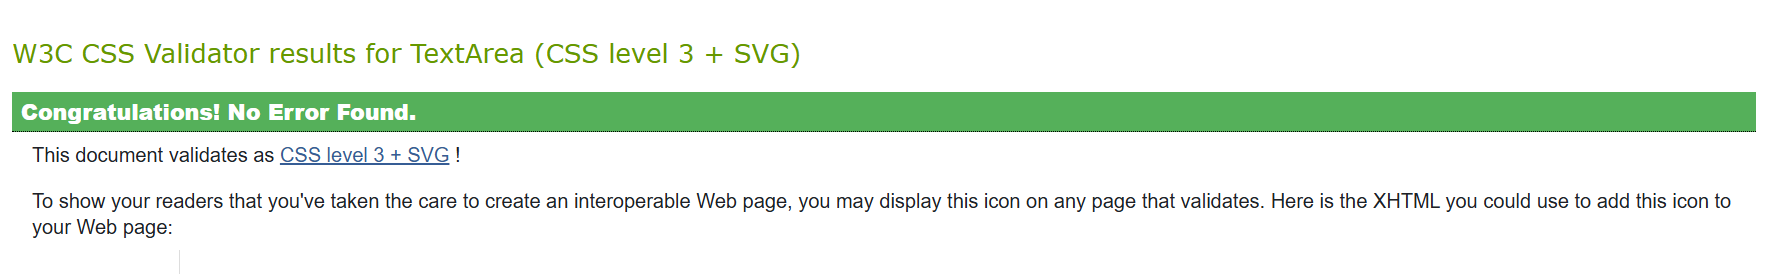 W3C CSS Validator results for TextArea (CSS level 3 + SVG)
Congratulations! No Error Found.
This document validates as CSS level 3 + SVG !
To show your readers that you've taken the care to create an interoperable Web page, you may display this icon on any page that validates. Here is the XHTML you could use to add this icon to
your Web page: